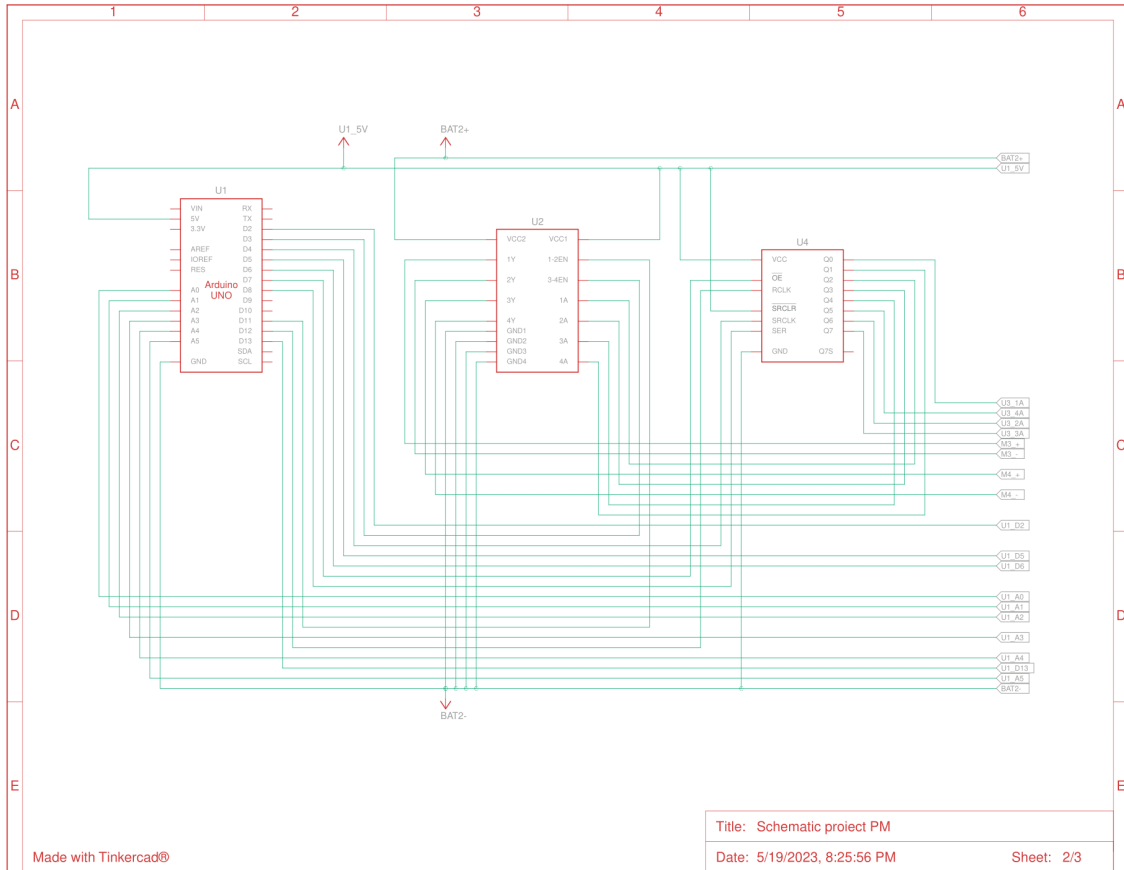 1 2 3 4 5 6
A A
U1_5V BAT2+
BAT2+
U1_5V
U1
VIN RX
5V TX
3.3V D2
D3
AREF D4
IOREF D5
RES D6
D7
Arduino
UNO
A0 D8
A1 D9
A2 D10
A3 D11
A4 D12
A5 D13
SDA
GND SCL
U2
VCC2 VCC1
1Y 1-2EN
2Y 3-4EN
3Y 1A
4Y 2A
GND1
GND2 3A
GND3
GND4 4A
U4
VCC Q0
Q1
OE Q2
RCLK Q3
Q4
SRCLR Q5
SRCLK Q6
SER Q7
GND Q7S
B B
U3_1A
U3_4A
U3_2A
U3_3A
M3_+
M3_-
M4_+
M4_-
C C
U1_D2
U1_D5
U1_D6
U1_A0
U1_A1
U1_A2
U1_A3
U1_A4
U1_D13
U1_A5
BAT2-
D D
BAT2-
E E
Title: Schematic proiect PM
Made with Tinkercad®
Date: 5/19/2023, 8:25:56 PM Sheet: 2/3